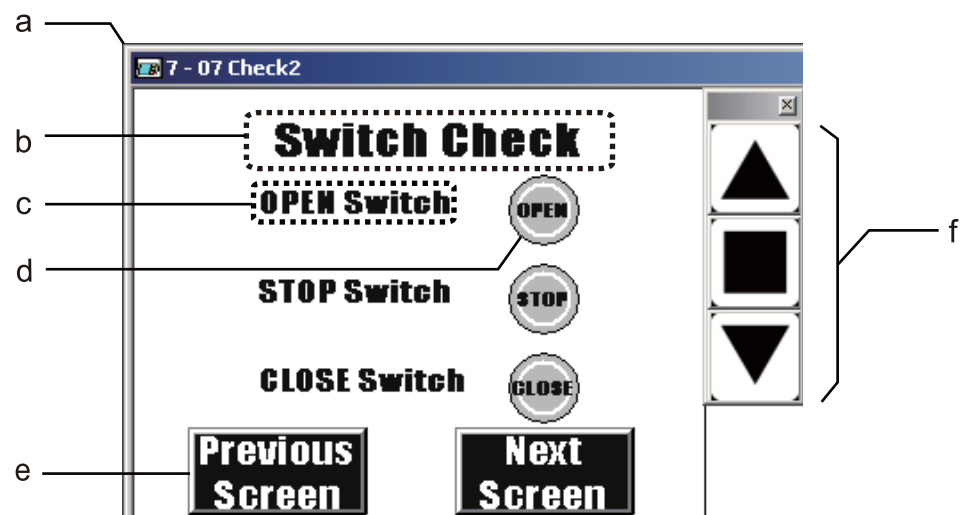 a
7 - 07 Check2
b
Switch Check
c
OPEN Switch
OPEN
d
STOP Switch
STOP
CLOSE Switch
CLOSE
e
Previous
Screen
Next
Screen
f